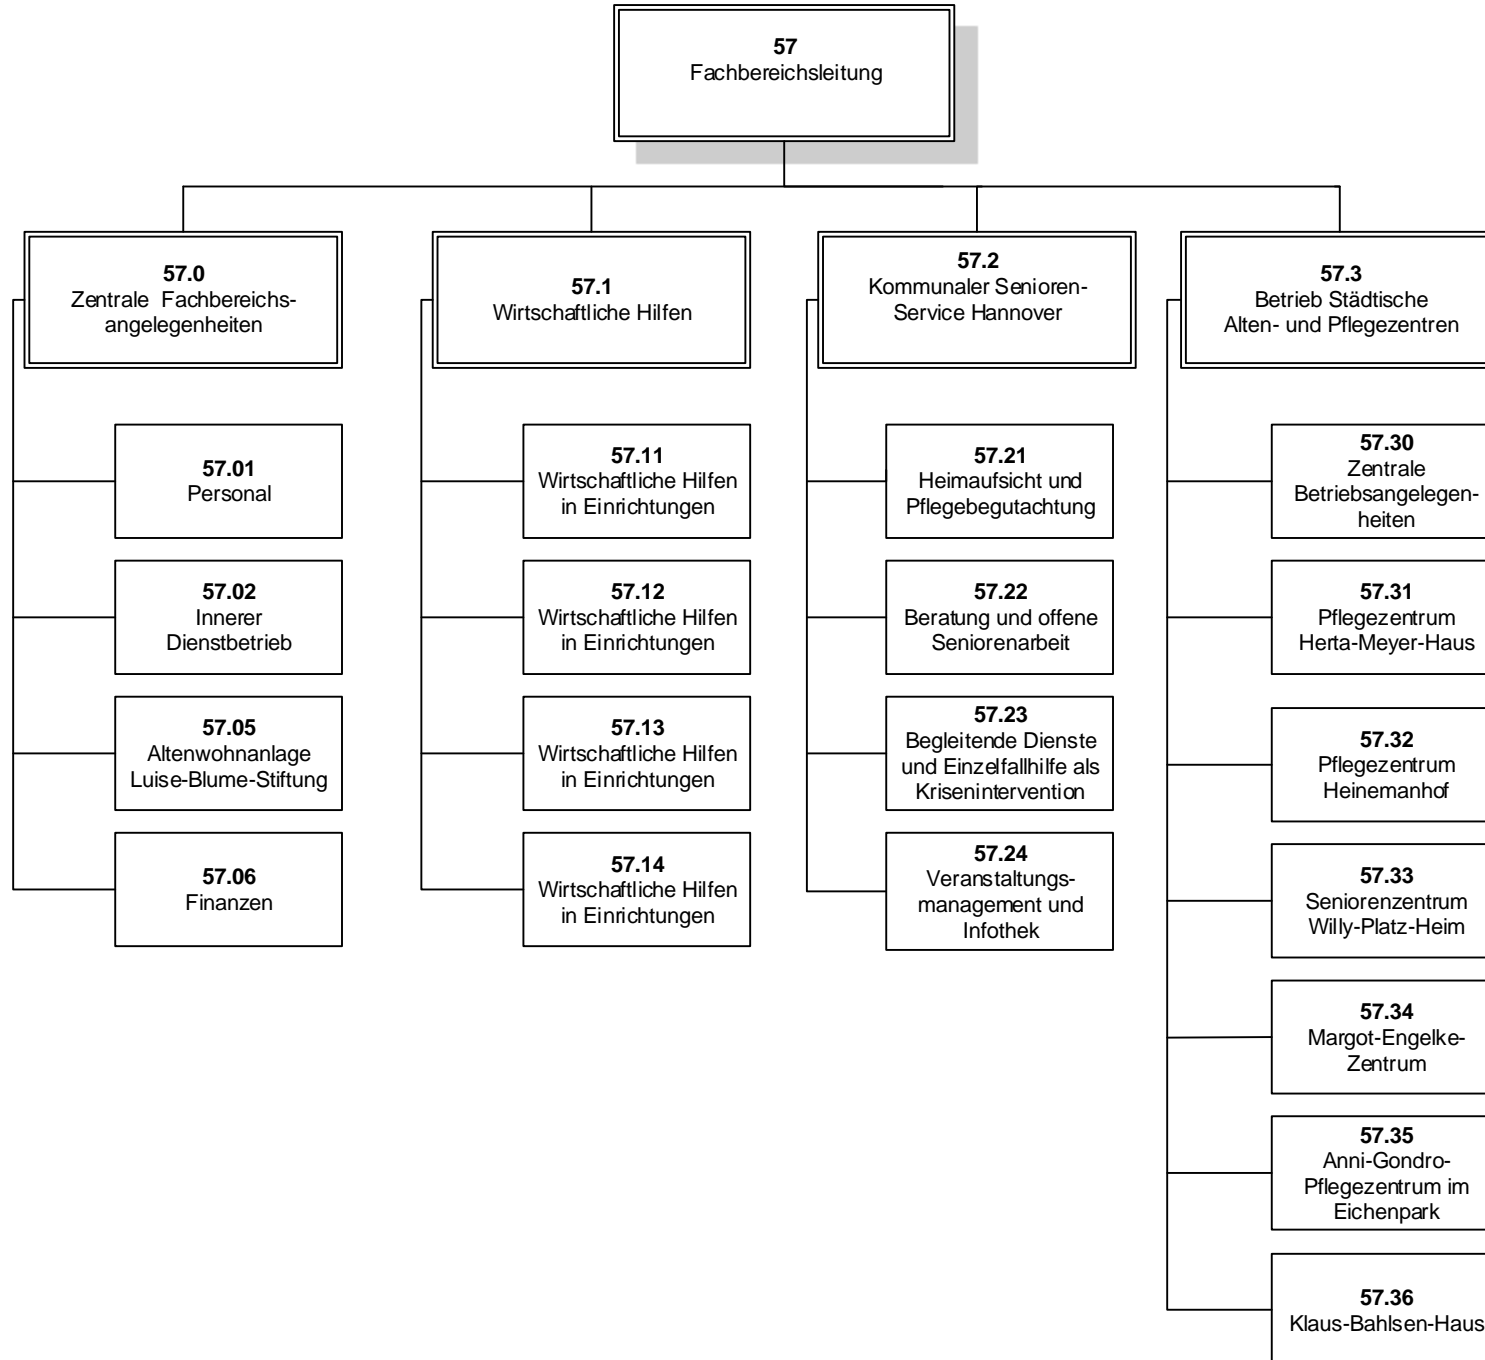 57
Fachbereichsleitung
57.0
Zentrale Fachbereichs-
angelegenheiten
57.01
Personal
57.02
Innerer
Dienstbetrieb
57.05
Altenwohnanlage
Luise-Blume-Stiftung
57.06
Finanzen
57.1
Wirtschaftliche Hilfen
57.11
Wirtschaftliche Hilfen
in Einrichtungen
57.12
Wirtschaftliche Hilfen
in Einrichtungen
57.13
Wirtschaftliche Hilfen
in Einrichtungen
57.14
Wirtschaftliche Hilfen
in Einrichtungen
57.2
Kommunaler Senioren-
Service Hannover
57.21
Heimaufsicht und
Pflegebegutachtung
57.22
Beratung und offene
Seniorenarbeit
57.23
Begleitende Dienste
und Einzelfallhilfe als
Krisenintervention
57.24
Veranstaltungs-
management und
Infothek
57.3
Betrieb Städtische
Alten- und Pflegezentren
57.30
Zentrale
Betriebsangelegen-
heiten
57.31
Pflegezentrum
Herta-Meyer-Haus
57.32
Pflegezentrum
Heinemanhof
57.33
Seniorenzentrum
Willy-Platz-Heim
57.34
Margot-Engelke-
Zentrum
57.35
Anni-Gondro-
Pflegezentrum im
Eichenpark
57.36
Klaus-Bahlsen-Haus